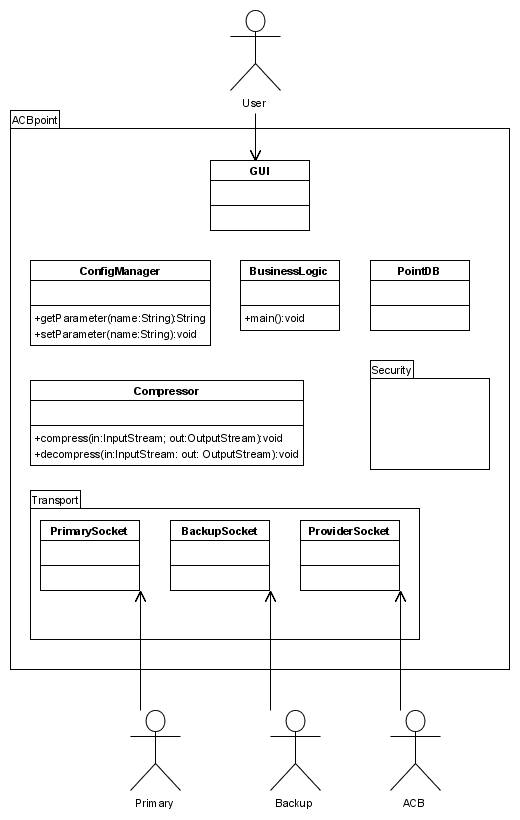 User
ACBpoint
GUI
ConfigManager
+getParameter(name:String):String
+setParameter(name:String):void
BusinessLogic
+main():void
PointDB
Compressor
+compress(in:InputStream; out:OutputStream):void
+decompress(in:InputStream: out: OutputStream):void
Security
Transport
PrimarySocket
BackupSocket
ProviderSocket
Primary
Backup
ACB